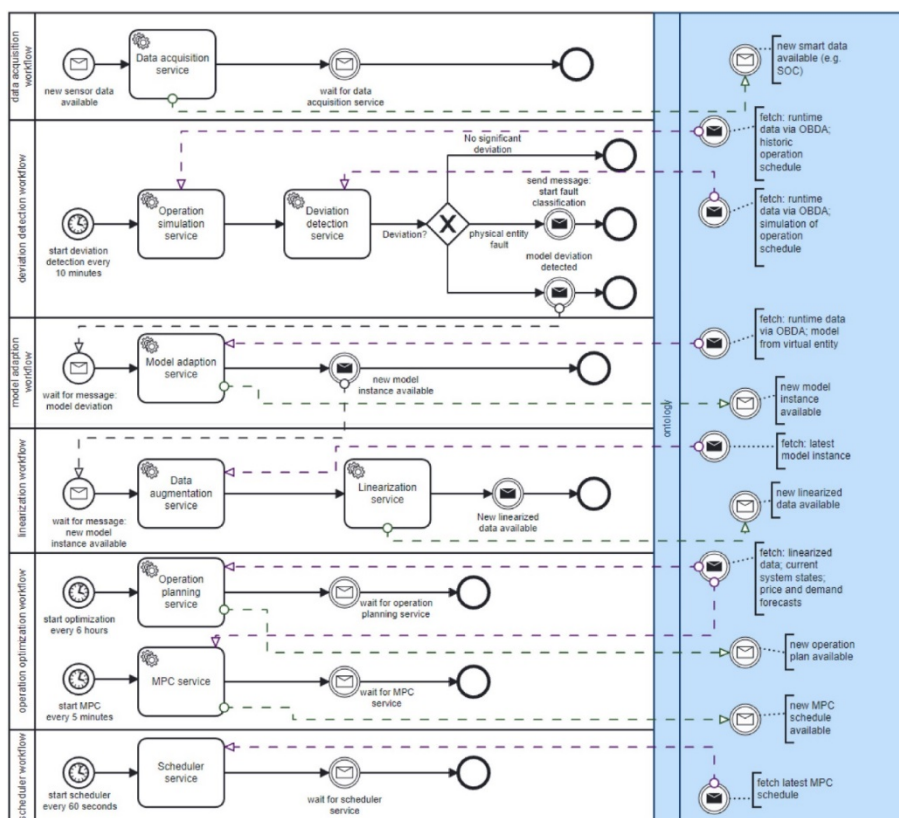 data acquisition
workflow
new sensor data
available
Data acquisition
service
wait for data
acquisition service
new smart data
available (e.g.
SOC)
deviation detection workflow
start deviation
detection every
10 minutes
Operation
simulation
service
Deviation
detection
service
Deviation?
X
No significant
deviation
send message:
start fault
classification
physical entity
fault
model deviation
detected
fetch: runtime
data via OBDA;
historic
operation
schedule
fetch: runtime
data via OBDA;
simulation of
operation
schedule
model adaption
workflow
wait for message:
model deviation
Model adaption
service
new model
instance available
fetch: runtime data
via OBDA; model
from virtual entity
new model
instance
available
ontology
linearization workflow
wait for message:
new model
instance available
Data
augmentation
service
Linearization
service
New linearized
data available
fetch: latest
model instance
new linearized
data available
operation optimization workflow
start optimization
every 6 hours
Operation
planning
service
wait for operation
planning service
fetch: linearized
data; current
system states;
price and demand
forecasts
new operation
plan available
start MPC
every 5 minutes
MPC service
wait for MPC
service
new MPC
schedule
available
scheduler workflow
start scheduler
every 60 seconds
Scheduler
service
wait for scheduler
service
fetch latest MPC
schedule